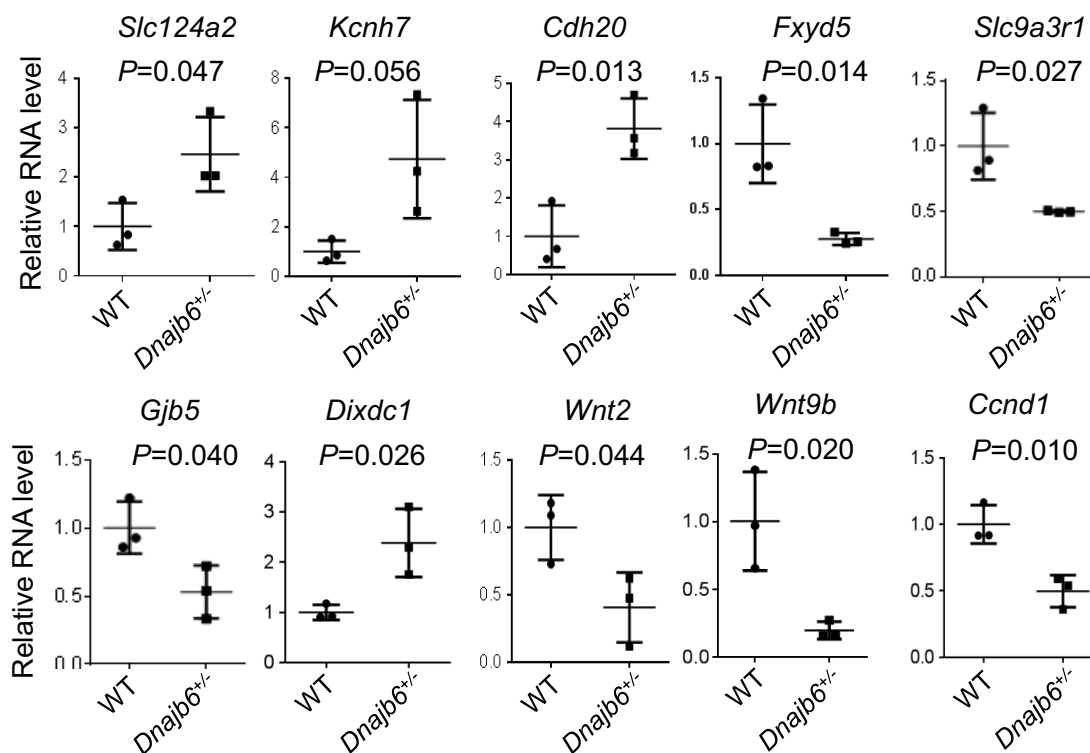 Slc124a2 Kcnh7 Cdh20 Fxyd5 Slc9a3r1
P=0.047 P=0.056 P=0.013 P=0.014 P=0.027
Relative RNA level
4 3 2 1 0
8 6 4 2 0
5 4 3 2 1 0
1.5 1.0 0.5 0.0
1.5 1.0 0.5 0.0
WT Dnajb6+/- WT Dnajb6+/- WT Dnajb6+/- WT Dnajb6+/- WT Dnajb6+/-
Gjb5 Dixdc1 Wnt2 Wnt9b Ccnd1
P=0.040 P=0.026 P=0.044 P=0.020 P=0.010
Relative RNA level
1.5 1.0 0.5 0.0
4 3 2 1 0
1.5 1.0 0.5 0.0
1.5 1.0 0.5 0.0
1.5 1.0 0.5 0.0
WT Dnajb6+/- WT Dnajb6+/- WT Dnajb6+/- WT Dnajb6+/- WT Dnajb6+/-